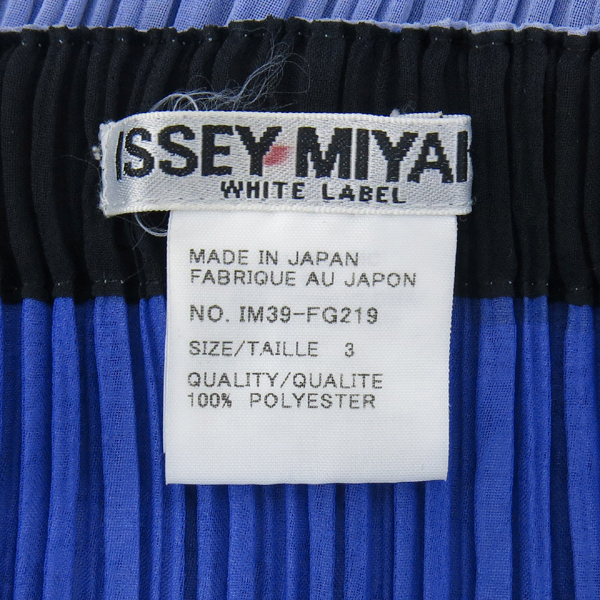 ISSEY MIYAK
WHITE LABEL
MADE IN JAPAN
FABRIQUE AU JAPON
NO. IM39-FG219
SIZE/TAILLE 3
QUALITY/QUALITE
100% POLYESTER